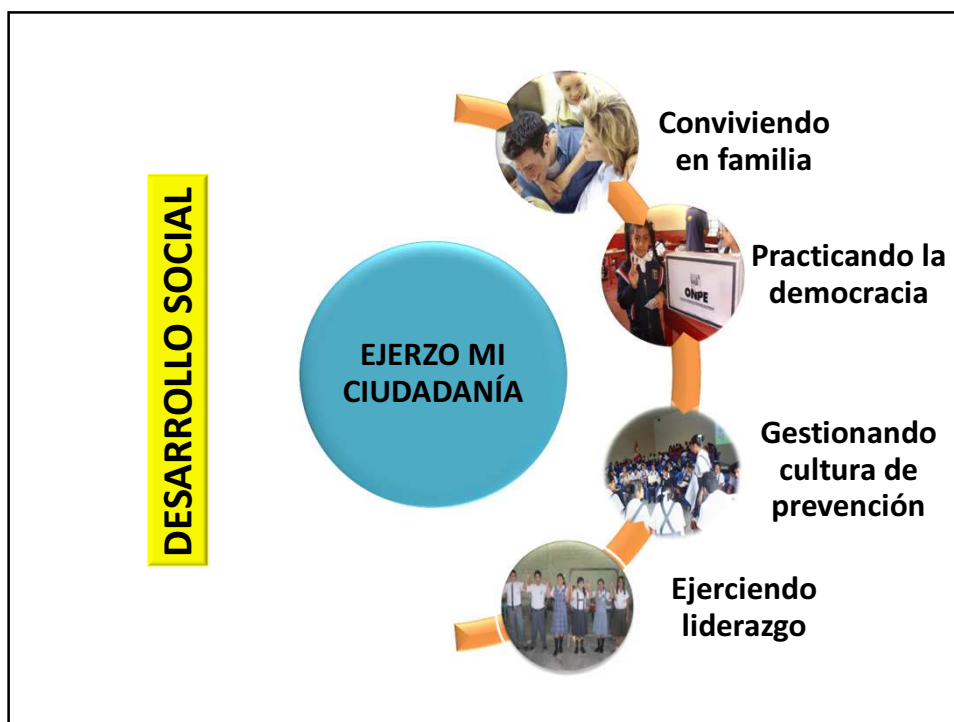 DESARROLLO SOCIAL
EJERZO MI
CIUDADANÍA
Conviviendo
en familia
Practicando la
democracia
ONPE
Gestionando
cultura de
prevención
Ejerciendo
liderazgo